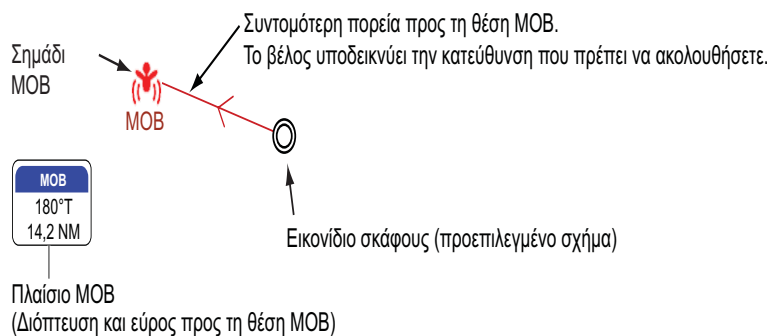 Συντομότερη πορεία προς τη θέση MOB.
Το βέλος υποδεικνύει την κατεύθυνση που πρέπει να ακολουθήσετε.
Σημάδι
MOB
MOB
MOB
180°T
14,2 NM
Εικονίδιο σκάφους (προεπιλεγμένο σχήμα)
Πλαίσιο MOB
(Διόπτευση και εύρος προς τη θέση MOB)